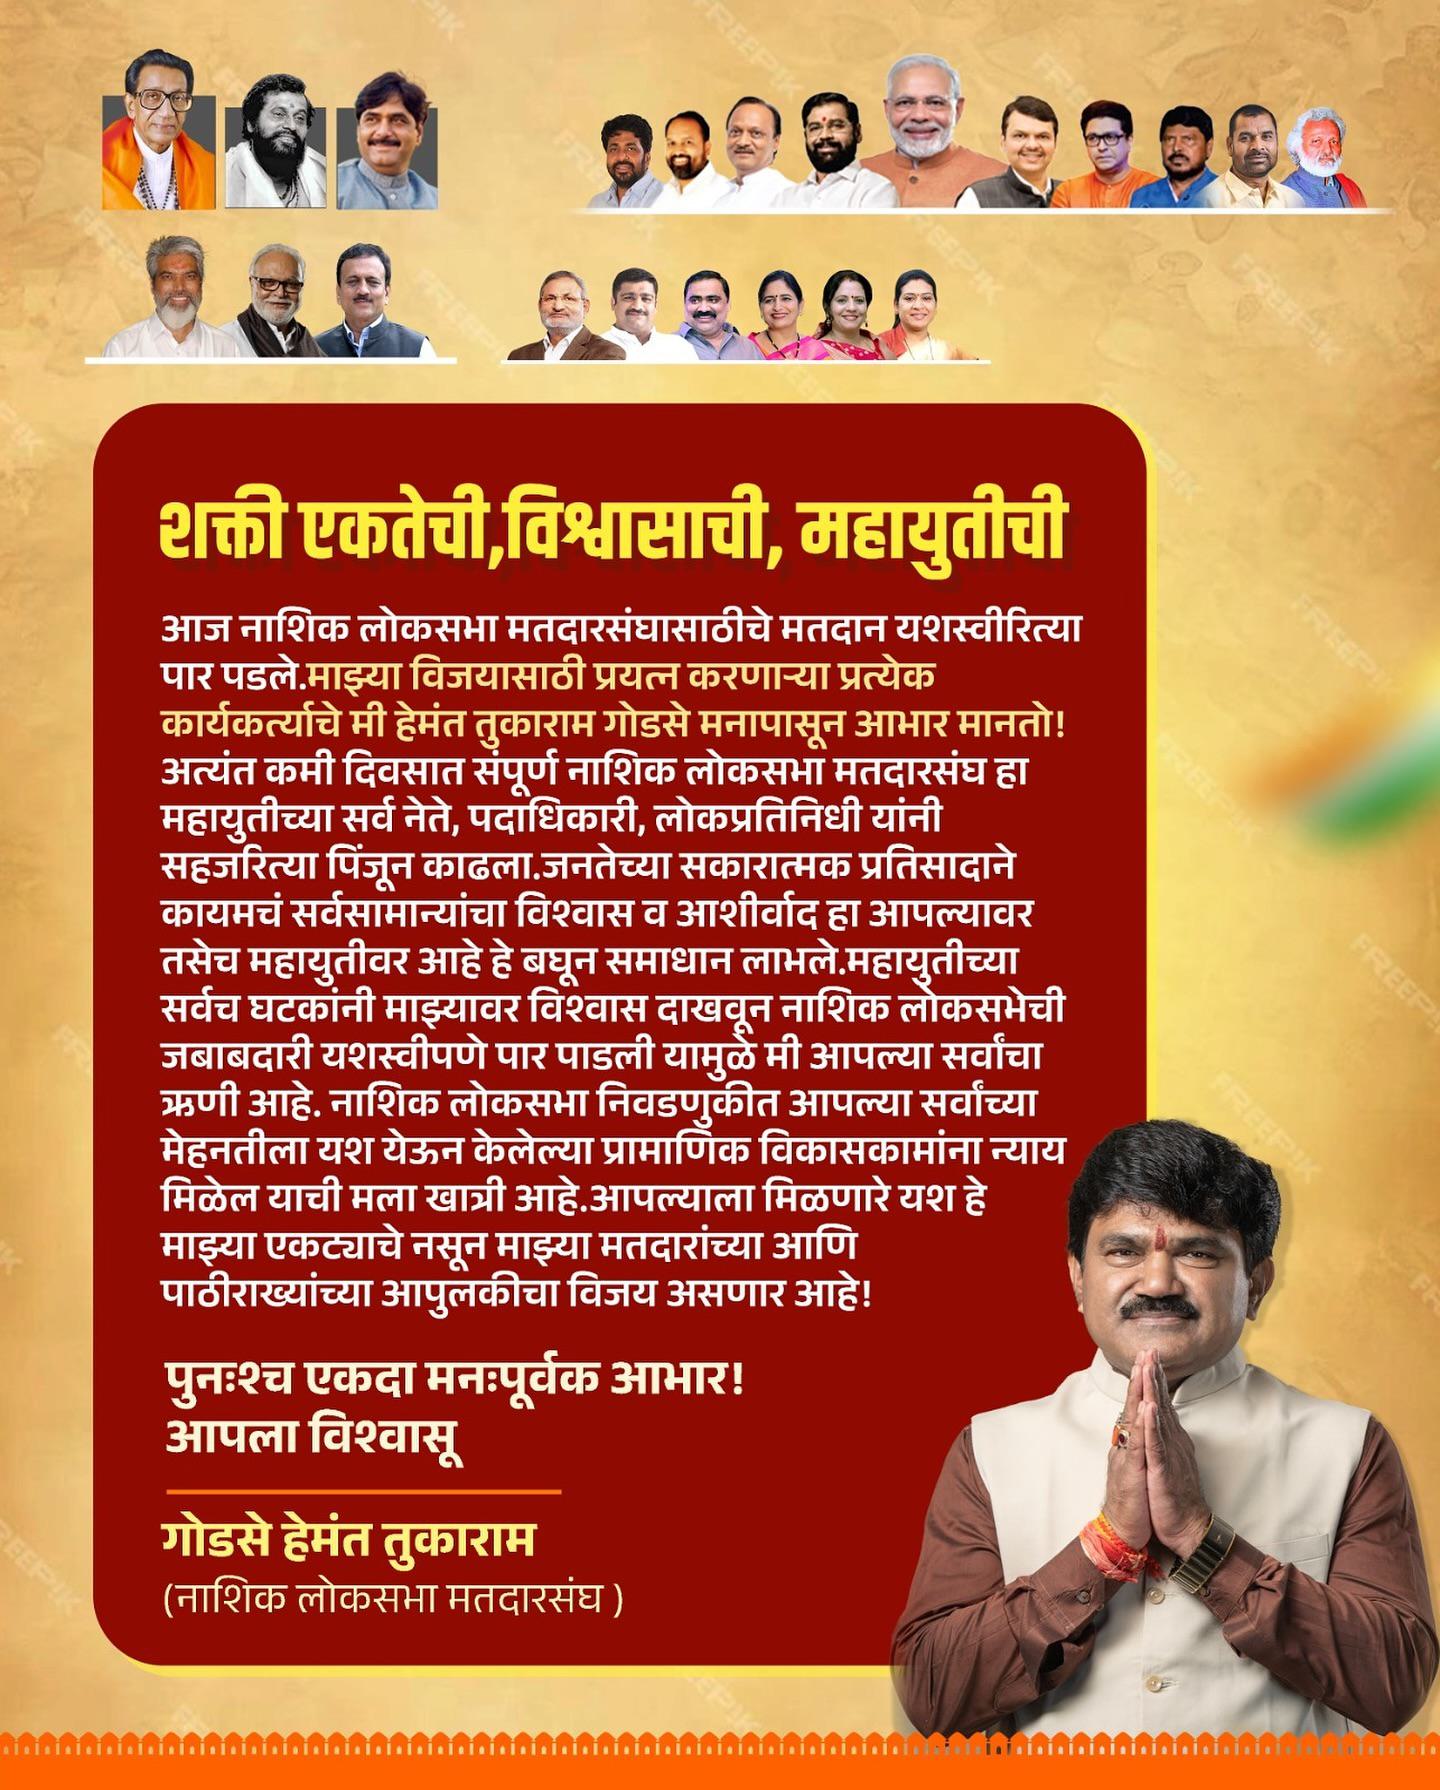 शक्ती एकतेची,विश्वासाची, महायुतीची
आज नाशिक लोकसभा मतदारसंघासाठीचे मतदान यशस्वीरित्या
पार पडले.माझ्या विजयासाठी प्रयत्न करणाऱ्या प्रत्येक
कार्यकर्त्याचे मी हेमंत तुकाराम गोडसे मनापासून आभार मानतो!
अत्यंत कमी दिवसात संपूर्ण नाशिक लोकसभा मतदारसंघ हा
महायुतीच्या सर्व नेते, पदाधिकारी, लोकप्रतिनिधी यांनी
सहजरित्या पिंजून काढला.जनतेच्या सकारात्मक प्रतिसादाने
कायमचं सर्वसामान्यांचा विश्वास व आशीर्वाद हा आपल्यावर
तसेच महायुतीवर आहे हे बघून समाधान लाभले.महायुतीच्या
सर्वच घटकांनी माझ्यावर विश्वास दाखवून नाशिक लोकसभेची
जबाबदारी यशस्वीपणे पार पाडली यामुळे मी आपल्या सर्वांचा
ऋणी आहे. नाशिक लोकसभा निवडणुकीत आपल्या सर्वांच्या
मेहनतीला यश येऊन केलेल्या प्रामाणिक विकासकामांना न्याय
मिळेल याची मला खात्री आहे.आपल्याला मिळणारे यश हे
माझ्या एकट्याचे नसून माझ्या मतदारांच्या आणि
पाठीराख्यांच्या आपुलकीचा विजय असणार आहे!
पुनःश्च एकदा मनःपूर्वक आभार!
आपला विश्वासू
गोडसे हेमंत तुकाराम
(नाशिक लोकसभा मतदारसंघ )